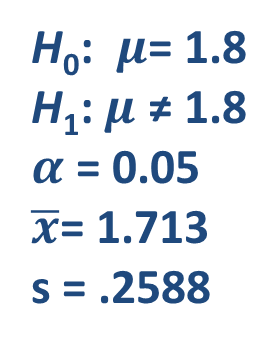 H₀: μ= 1.8
H₁: μ ≠ 1.8
α = 0.05
x̅= 1.713
s = .2588